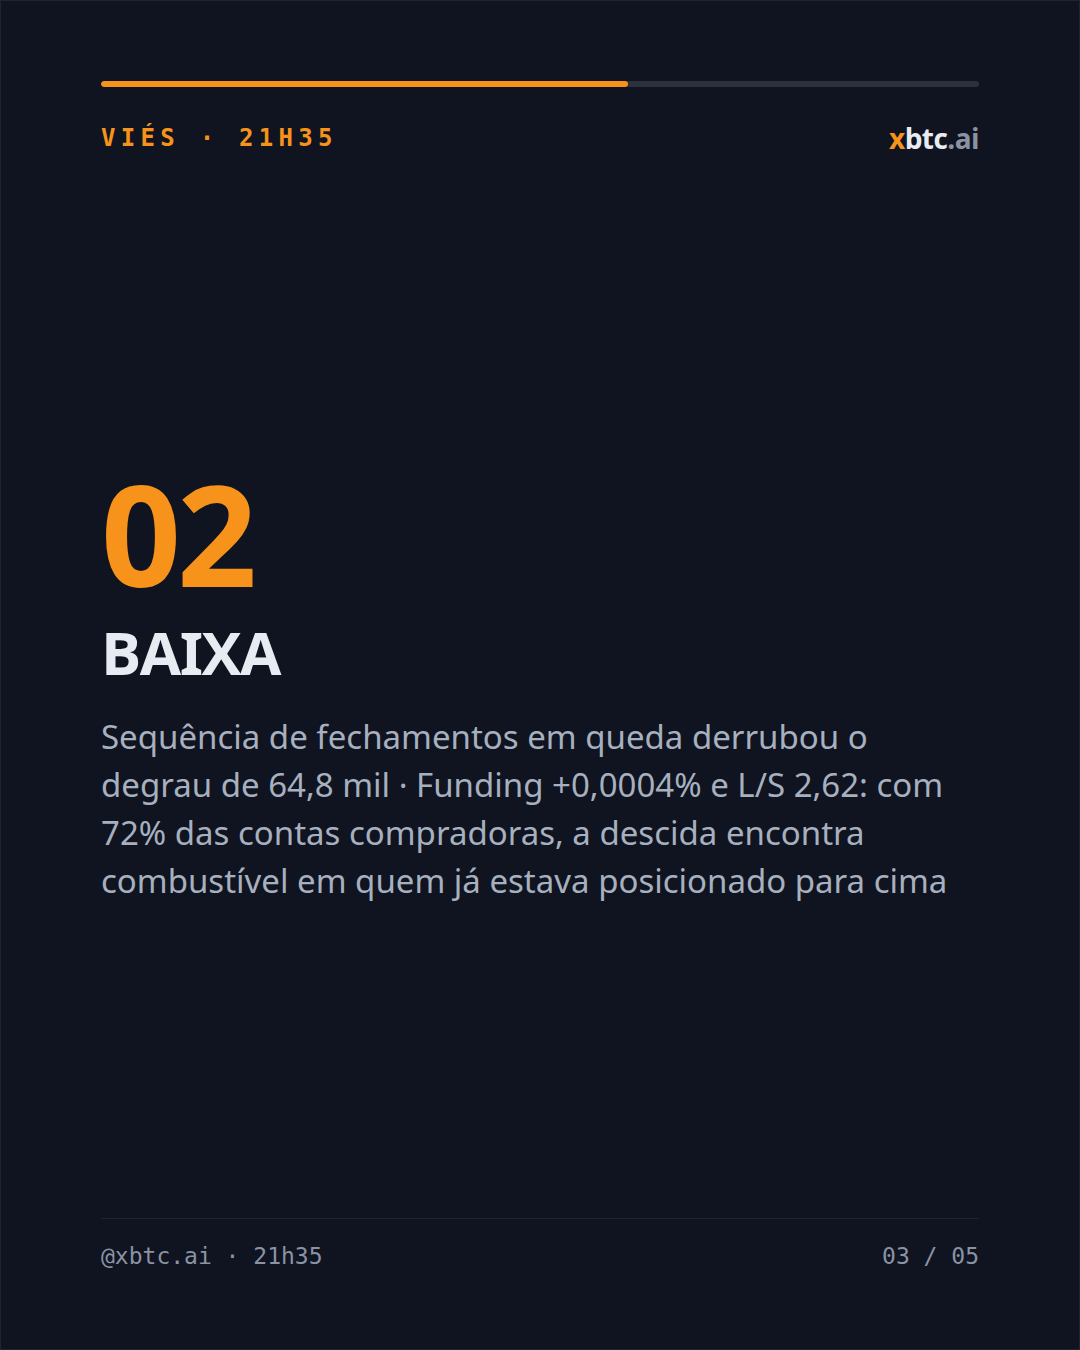 VIÉS · 21H35
xbtc.ai
02
BAIXA
Sequência de fechamentos em queda derrubou o
degrau de 64,8 mil · Funding +0,0004% e L/S 2,62: com
72% das contas compradoras, a descida encontra
combustível em quem já estava posicionado para cima
@xbtc.ai · 21h35
03 / 05